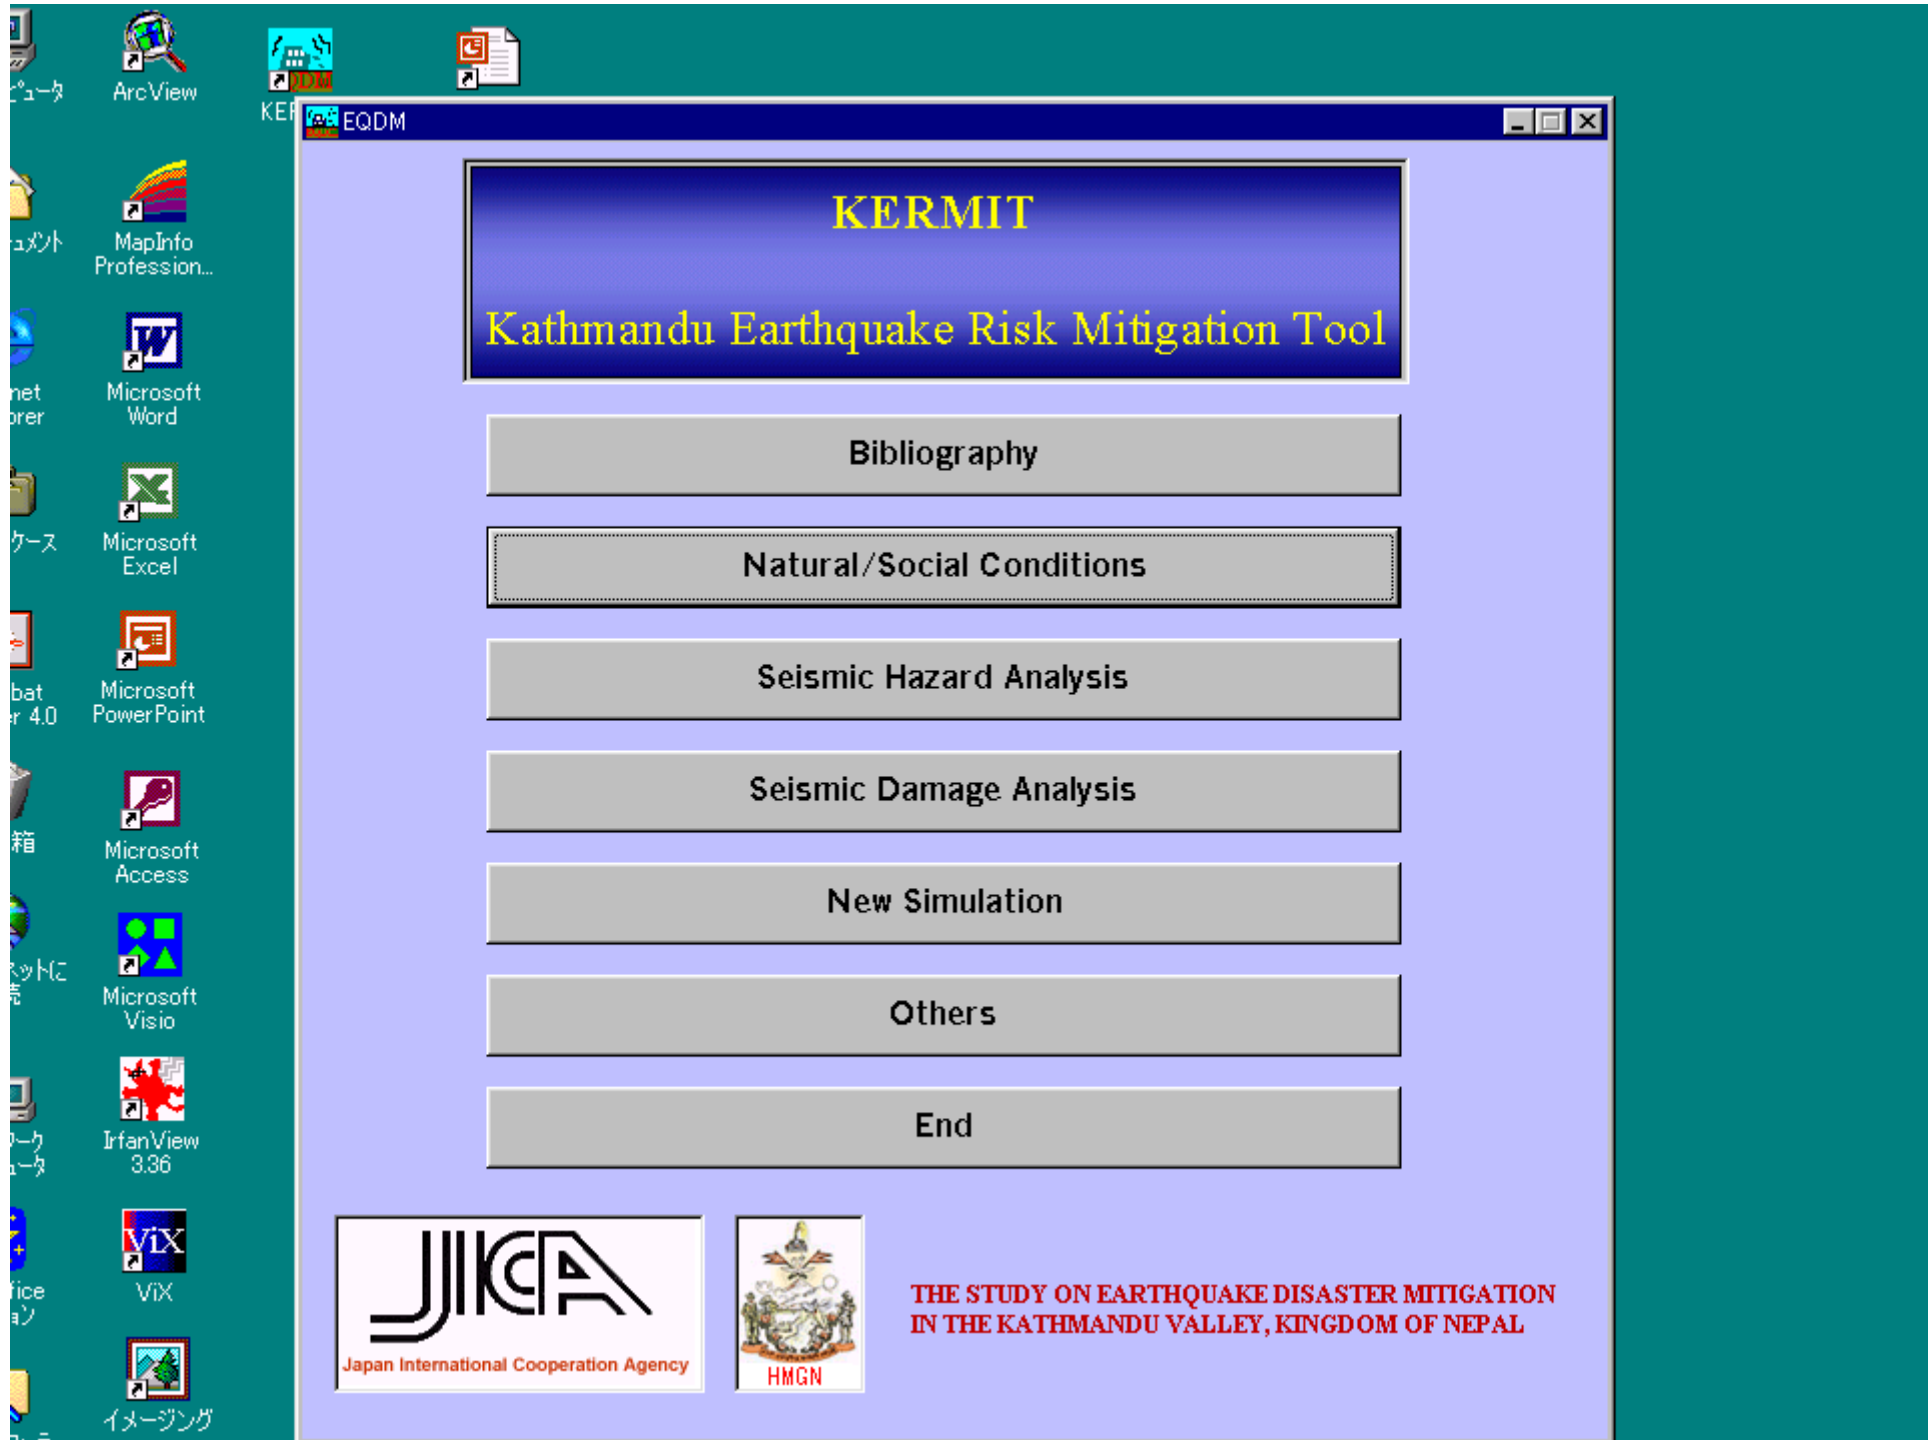 ArcView
MapInfo
Profession...
Microsoft
Word
Microsoft
Excel
Microsoft
PowerPoint
Microsoft
Access
Microsoft
Visio
IrfanView
3.36
ViX
イメージング
EQDM
KERMIT
Kathmandu Earthquake Risk Mitigation Tool
Bibliography
Natural/Social Conditions
Seismic Hazard Analysis
Seismic Damage Analysis
New Simulation
Others
End
JICA
Japan International Cooperation Agency
HMGN
THE STUDY ON EARTHQUAKE DISASTER MITIGATION
IN THE KATHMANDU VALLEY, KINGDOM OF NEPAL